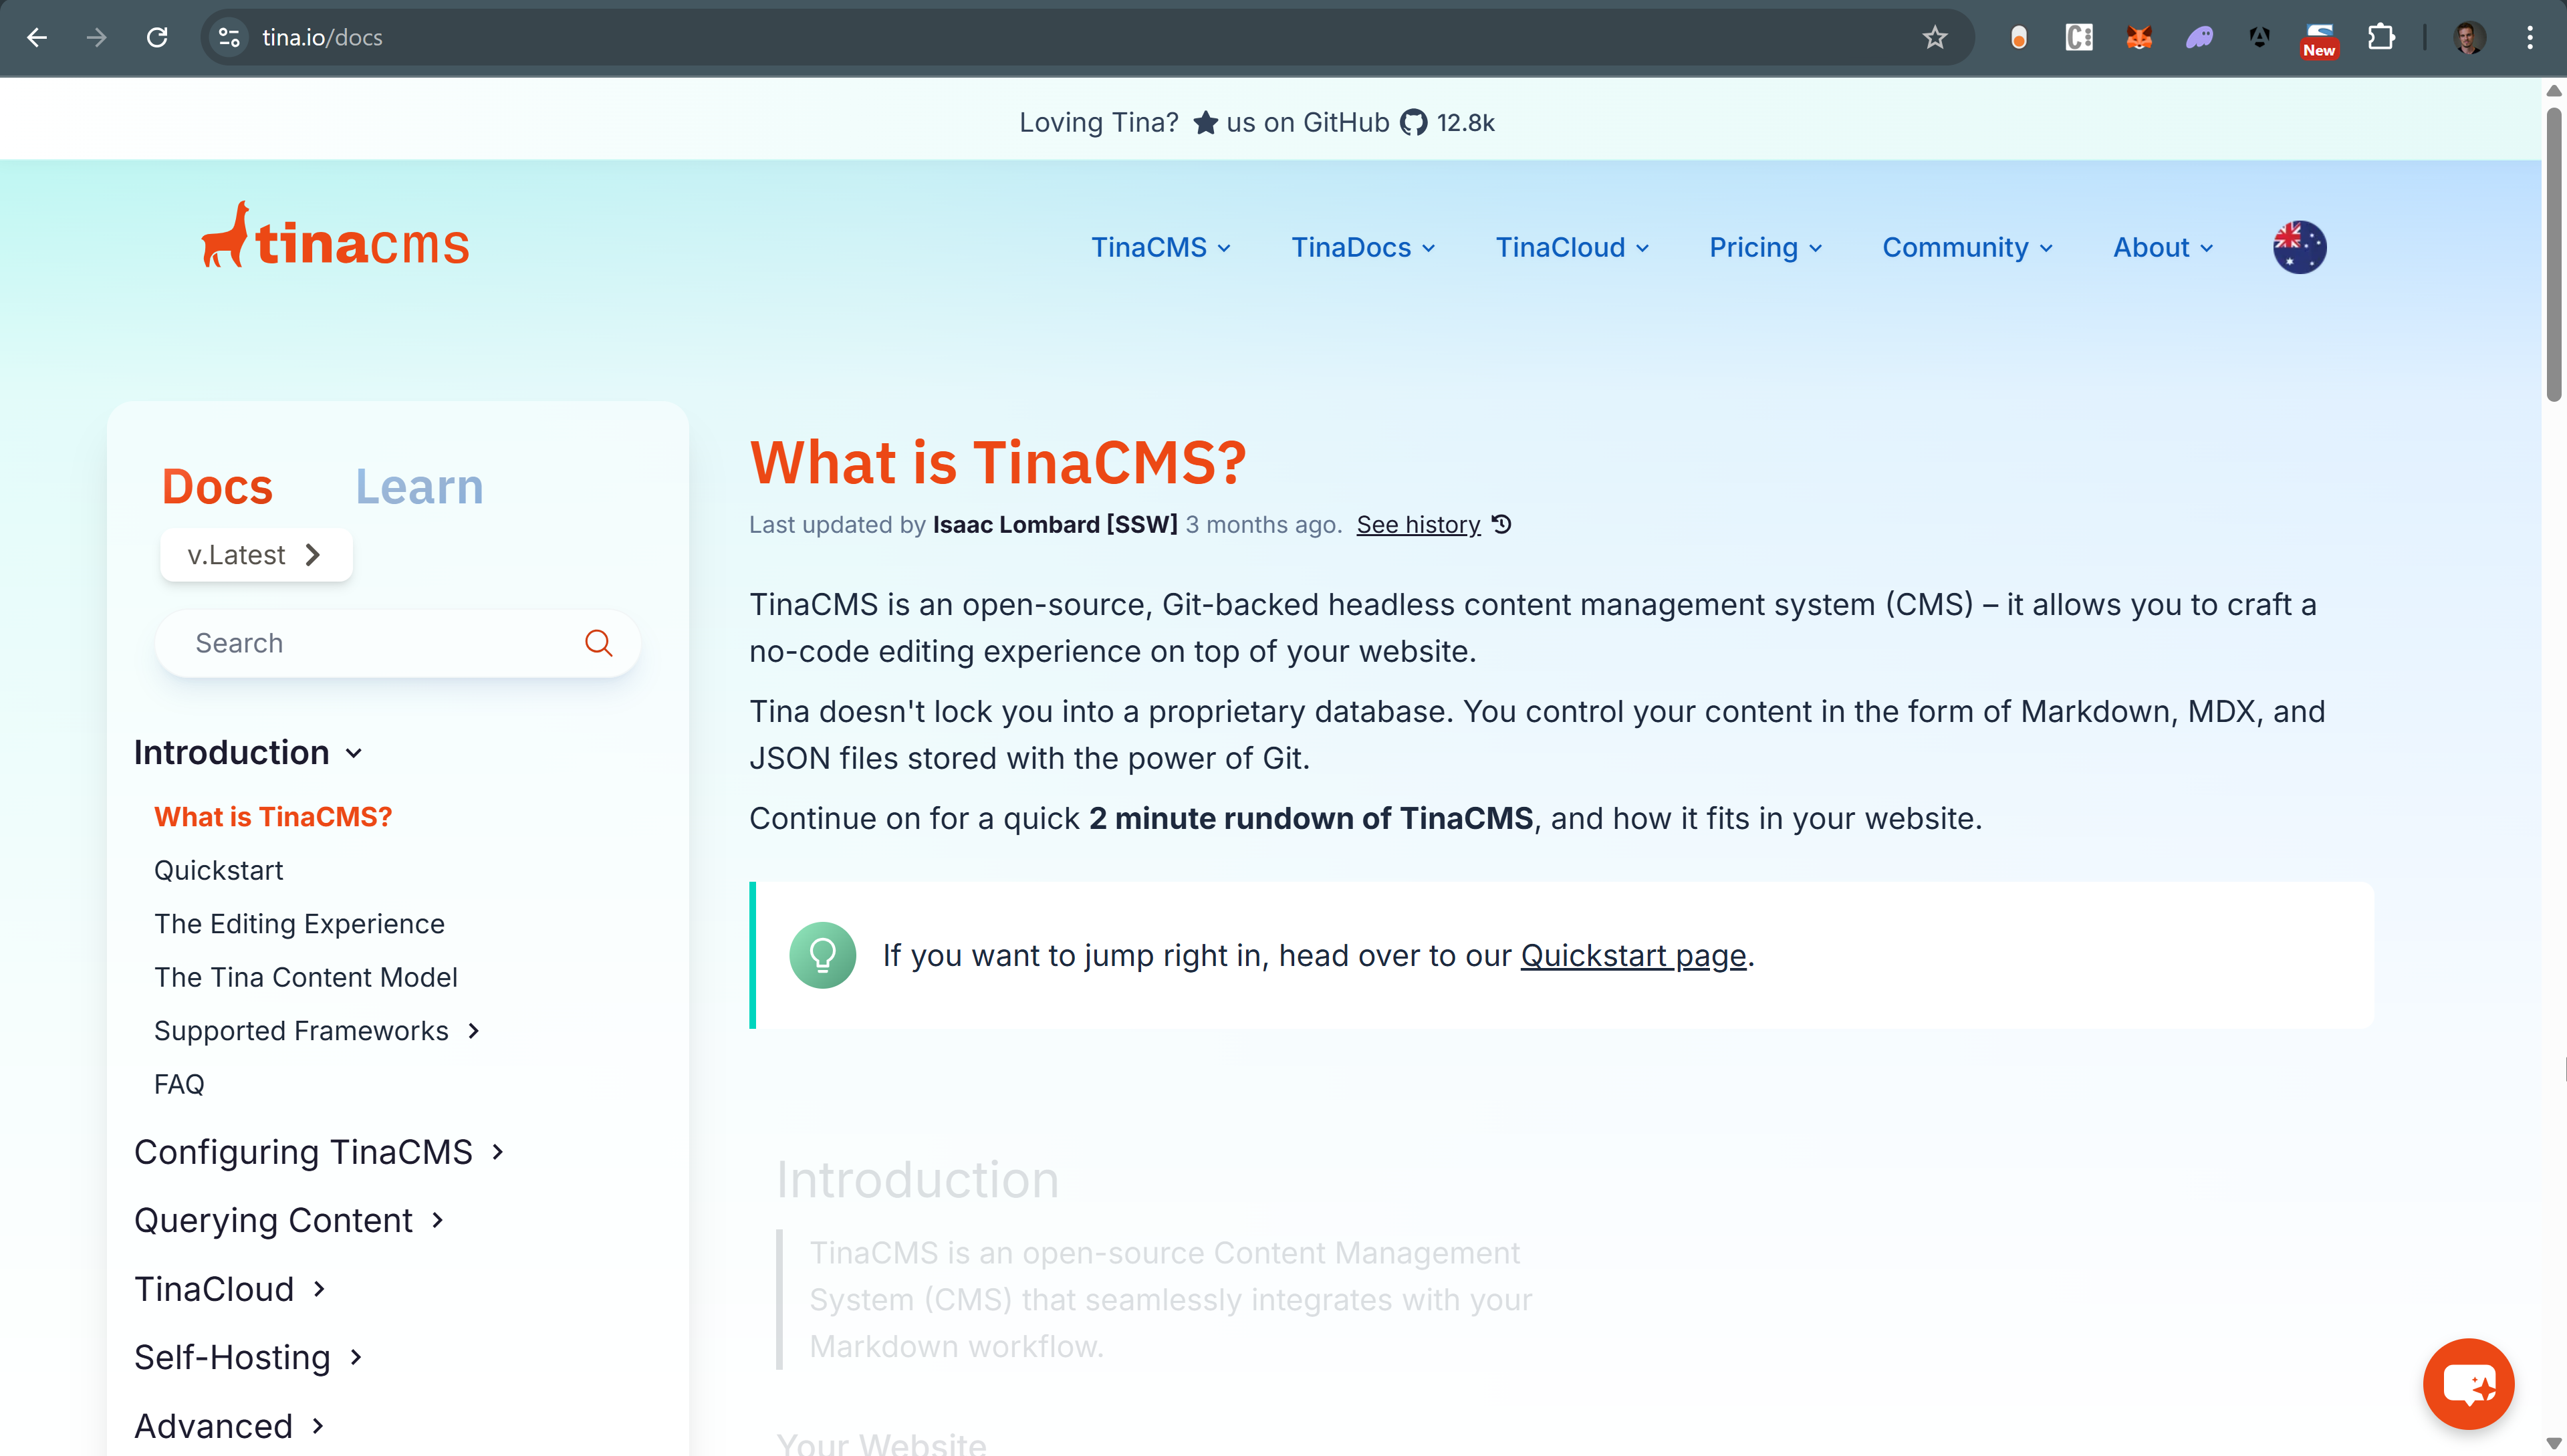 tina.io/docs
New
Loving Tina? us on GitHub 12.8k
tinacms
TinaCMS
TinaDocs
TinaCloud
Pricing
Community
About
Docs
Learn
v.Latest
Search
Introduction
What is TinaCMS?
Quickstart
The Editing Experience
The Tina Content Model
Supported Frameworks
FAQ
Configuring TinaCMS
Querying Content
TinaCloud
Self-Hosting
Advanced
What is TinaCMS?
Last updated by Isaac Lombard [SSW] 3 months ago. See history
TinaCMS is an open-source, Git-backed headless content management system (CMS) – it allows you to craft a
no-code editing experience on top of your website.
Tina doesn't lock you into a proprietary database. You control your content in the form of Markdown, MDX, and
JSON files stored with the power of Git.
Continue on for a quick 2 minute rundown of TinaCMS, and how it fits in your website.
If you want to jump right in, head over to our Quickstart page.
Introduction
TinaCMS is an open-source Content Management
System (CMS) that seamlessly integrates with your
Markdown workflow.
Your Website